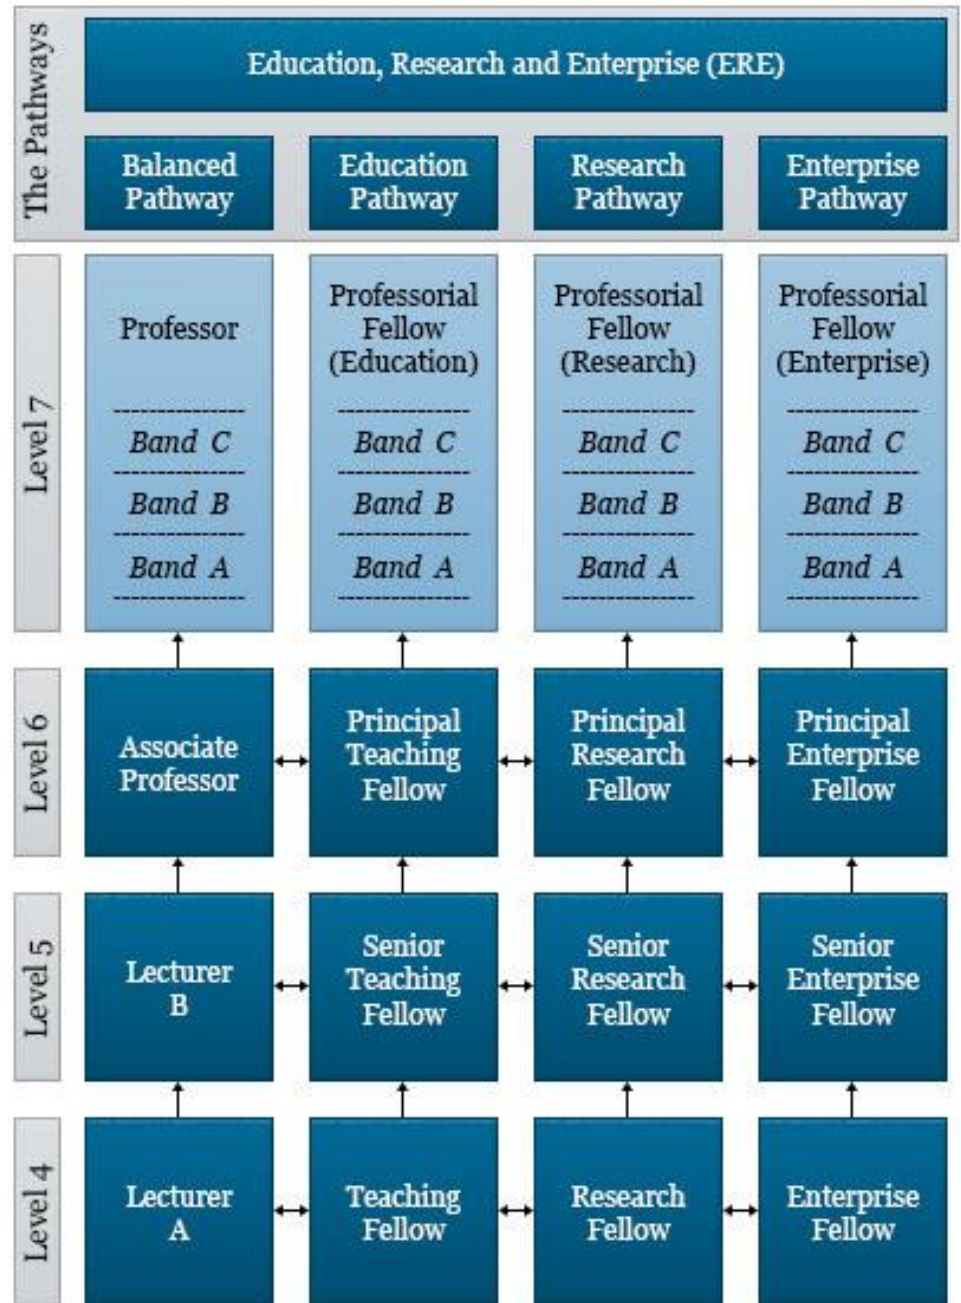 The Pathways
Education, Research and Enterprise (ERE)
Balanced
Pathway
Education
Pathway
Research
Pathway
Enterprise
Pathway
Level 7
Professor
Band C
Band B
Band A
Professorial
Fellow
(Education)
Band C
Band B
Band A
Professorial
Fellow
(Research)
Band C
Band B
Band A
Professorial
Fellow
(Enterprise)
Band C
Band B
Band A
Level 6
Associate
Professor
Principal
Teaching
Fellow
Principal
Research
Fellow
Principal
Enterprise
Fellow
Level 5
Lecturer
B
Senior
Teaching
Fellow
Senior
Research
Fellow
Senior
Enterprise
Fellow
Level 4
Lecturer
A
Teaching
Fellow
Research
Fellow
Enterprise
Fellow